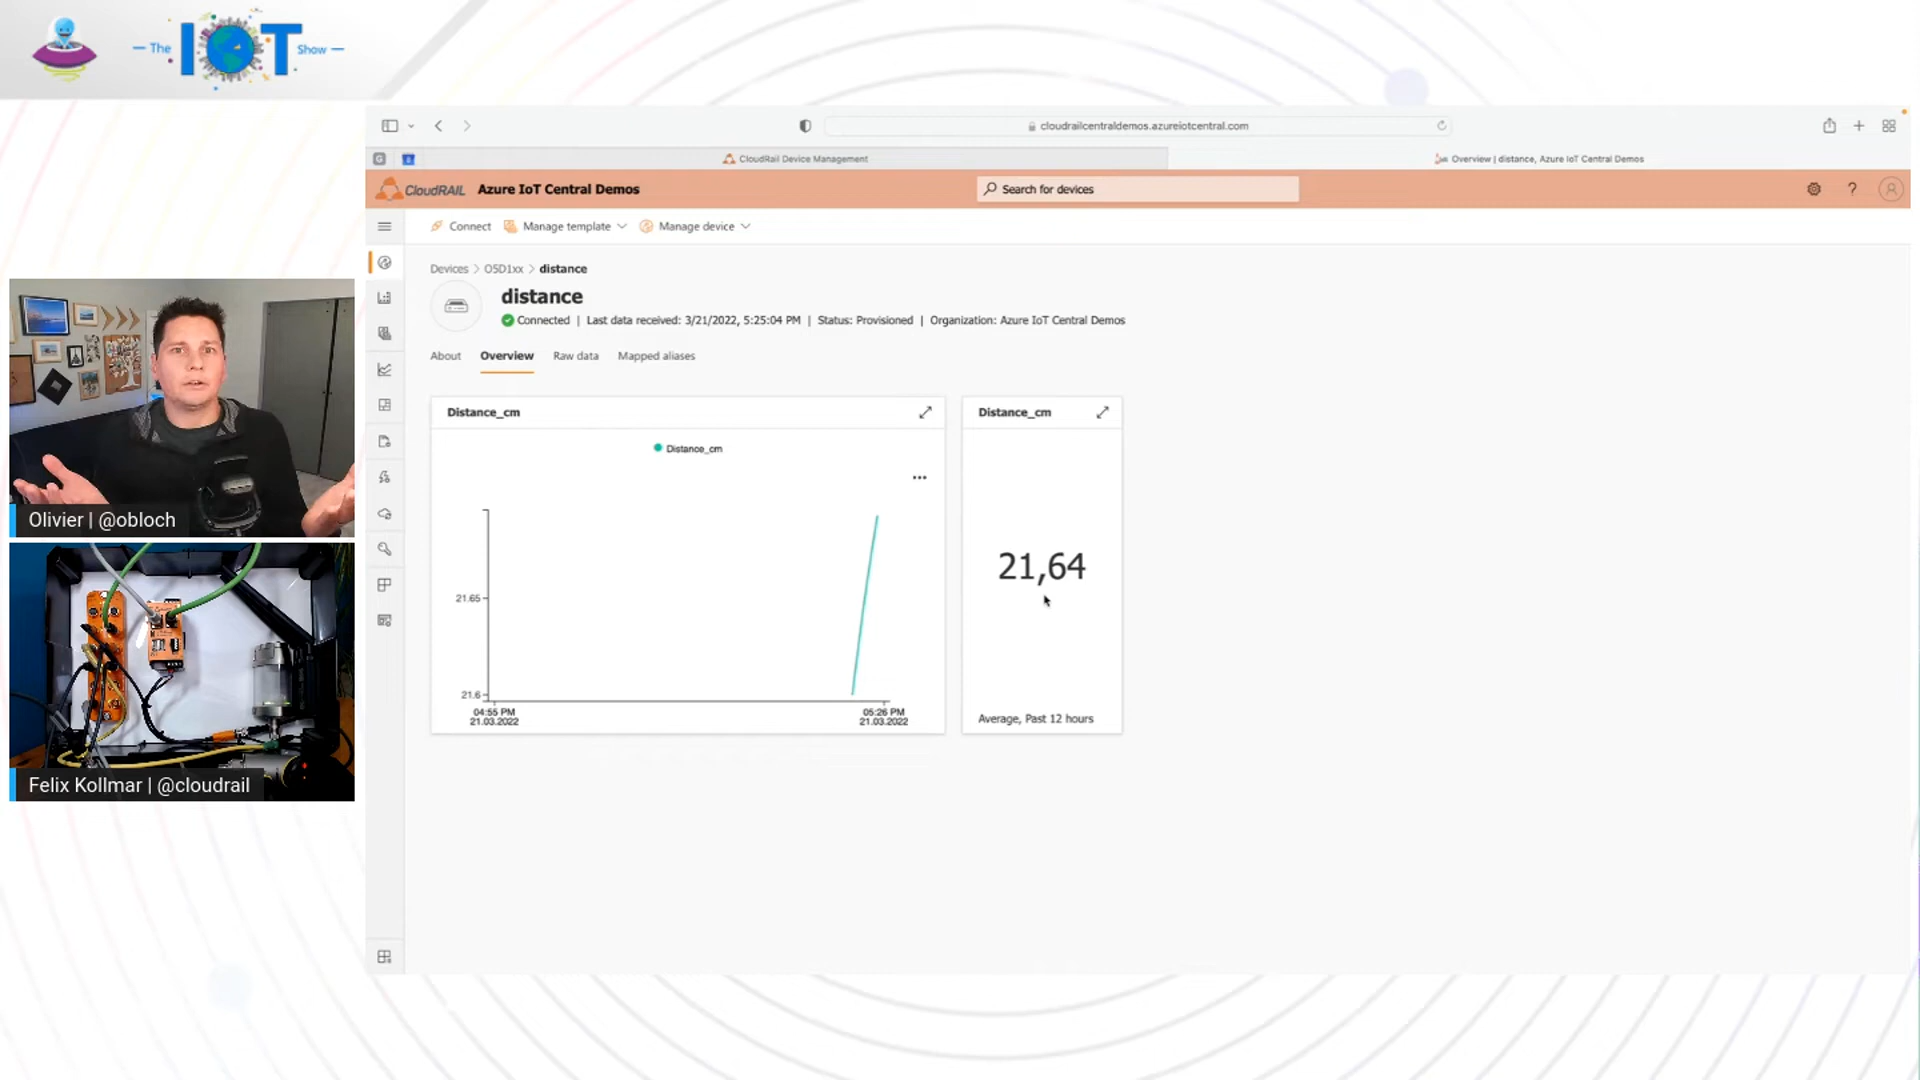 The IOT Show
cloudrailcentraldemos.azureiotcentral.com
G
CloudRail Device Management
Overview | distance, Azure IoT Central Demos
CloudRAIL
Azure IoT Central Demos
Search for devices
?
Connect
Manage template
Manage device
Devices > O5D1xx > distance
distance
Connected | Last data received: 3/21/2022, 5:25:04 PM | Status: Provisioned | Organization: Azure IoT Central Demos
About
Overview
Raw data
Mapped aliases
Distance_cm
Distance_cm
21.65
21.6
04:55 PM
21.03.2022
05:26 PM
21.03.2022
Distance_cm
21,64
Average, Past 12 hours
Olivier | @obloch
Felix Kollmar | @cloudrail